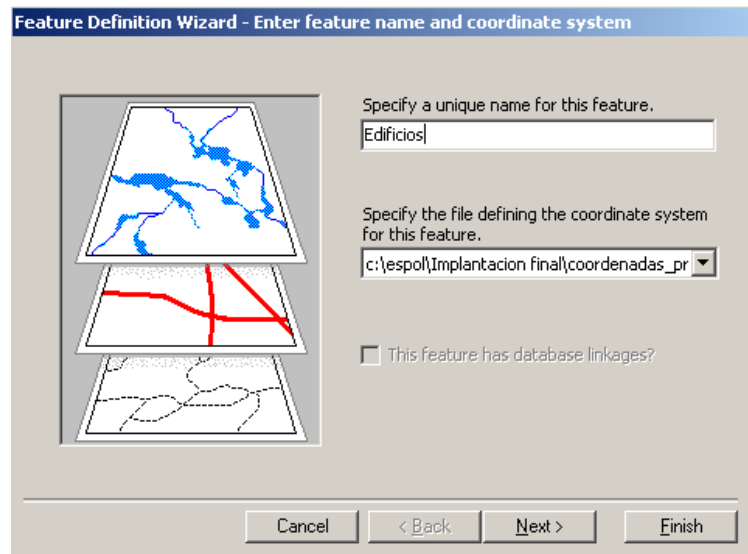 Feature Definition Wizard - Enter feature name and coordinate system
Specify a unique name for this feature.
Edificios
Specify the file defining the coordinate system
for this feature.
c:\espol\Implantacion final\coordenadas_pr
This feature has database linkages?
Cancel
< Back
Next >
Finish